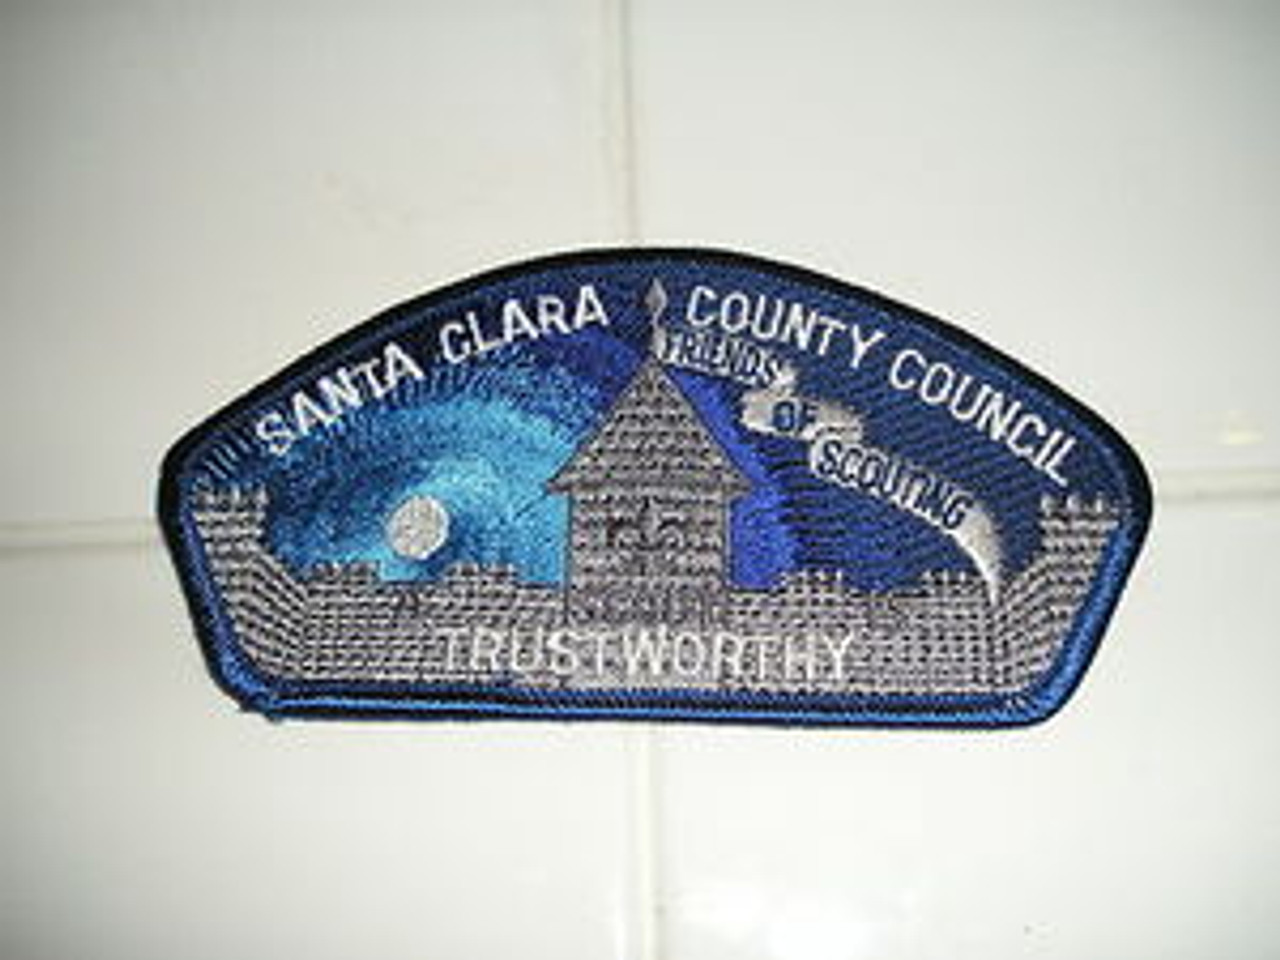 SANTA CLARA COUNTY COUNCIL
FRIENDS
OF
SCOUTING
TRUSTWORTHY